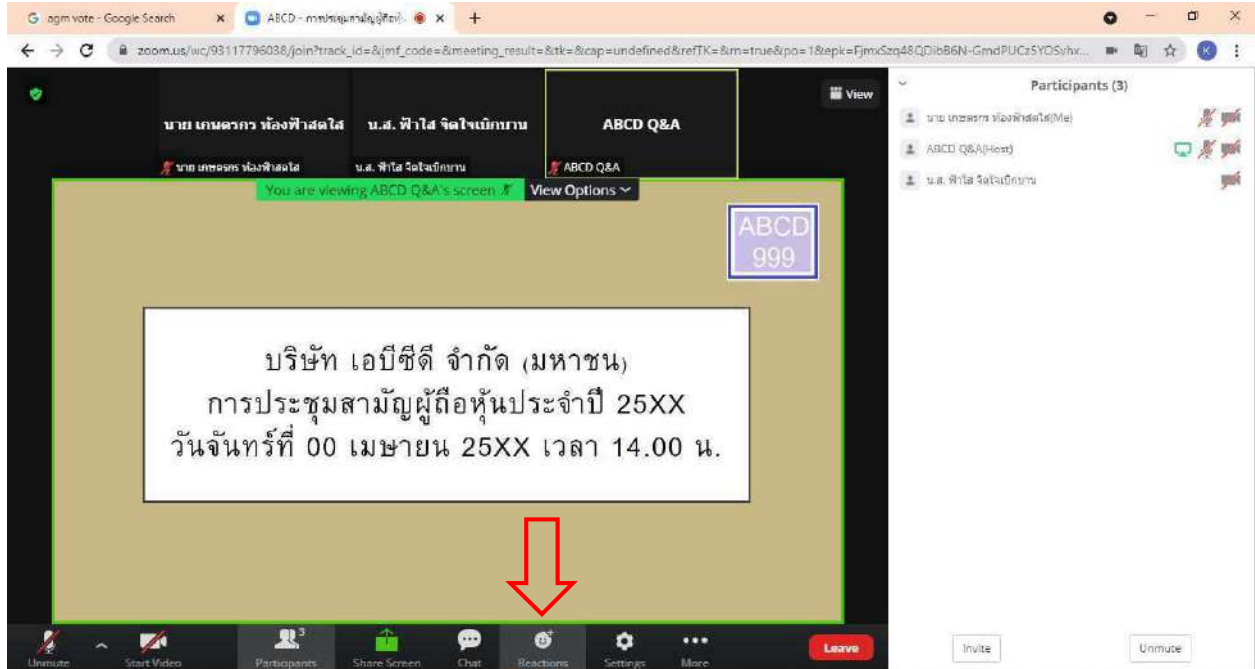 agm vote - Google Search
ABCD - การประชุมสามัญผู้ถือหุ้
zoom.us/wc/93117796038/join?track_id=&jmf_code=&meeting_result=&tk=&cap=undefined&refTK=&rn=true&po=1&epk=
K
View
นาย เกษตรกร ท้องฟ้าสดใส
น.ส. ฟ้าใส จิตใจเบิกบาน
ABCD Q&A
นาย เกษตรกร ท้องฟ้าสดใส
น.ส. ฟ้าใส จิตใจเบิกบาน
ABCD Q&A
You are viewing ABCD Q&A's screen
View Options
ABCD
999
บริษัท เอบีซีดี จำกัด (มหาชน)
การประชุมสามัญผู้ถือหุ้นประจำปี 25XX
วันจันทร์ที่ 00 เมษายน 25XX เวลา 14.00 น.
Unmute
Start Video
3
Participants
Share Screen
Chat
Reactions
Settings
More
Leave
Participants (3)
นาย เกษตรกร ท้องฟ้าสดใส(Me)
ABCD Q&A(Host)
น.ส. ฟ้าใส จิตใจเบิกบาน
Invite
Unmute